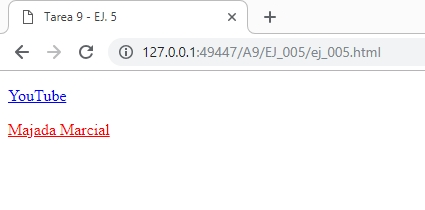 Tarea 9 - EJ. 5
127.0.0.1:49447/A9/EJ_005/ej_005.html
YouTube
Majada Marcial